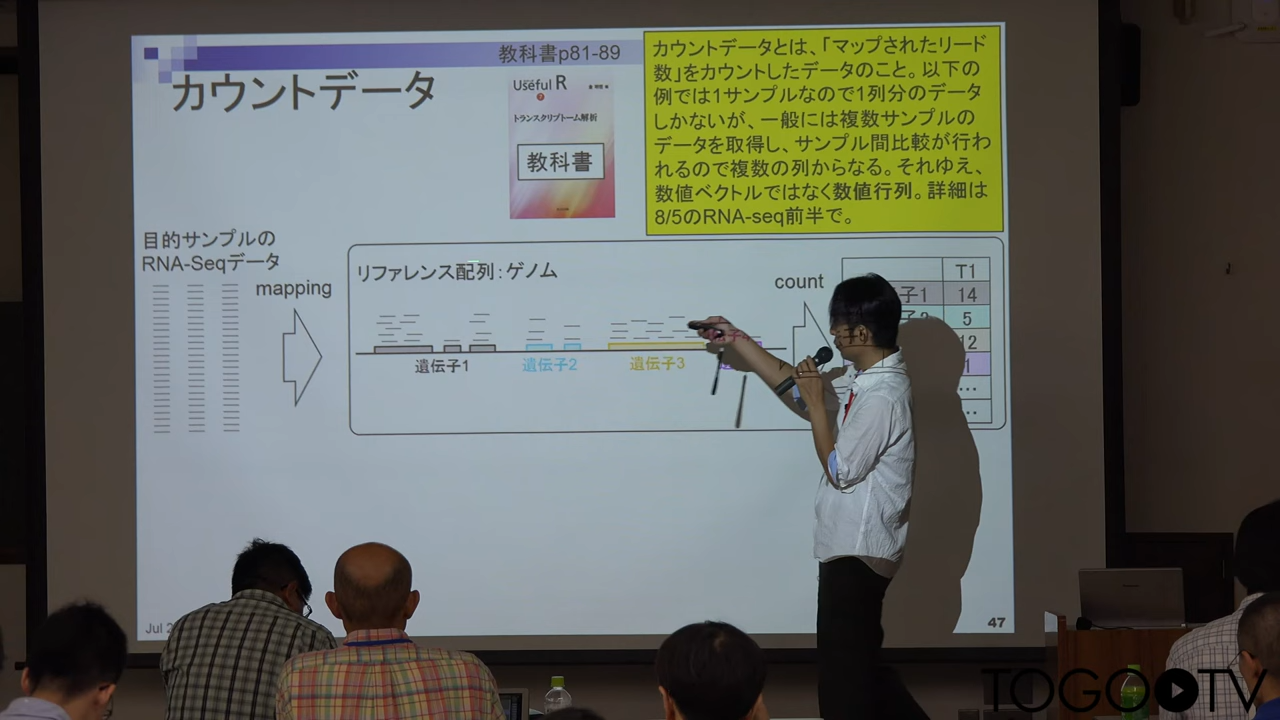 教科書p81-89
カウントデータ
Useful R
トランスクリプトーム解析
教科書
カウントデータとは、「マップされたリード
数」をカウントしたデータのこと。以下の
例では1サンプルなので1列分のデータ
しかないが、一般には複数サンプルの
データを取得し、サンプル間比較が行わ
れるので複数の列からなる。それゆえ、
数値ベクトルではなく数値行列。詳細は
8/5のRNA-seq前半で。
目的サンプルの
RNA-Seqデータ
mapping
リファレンス配列：ゲノム
遺伝子1
遺伝子2
遺伝子3
count
T1
子1 14
5
12
1
…
…
Jul 2
47
TOGOTV